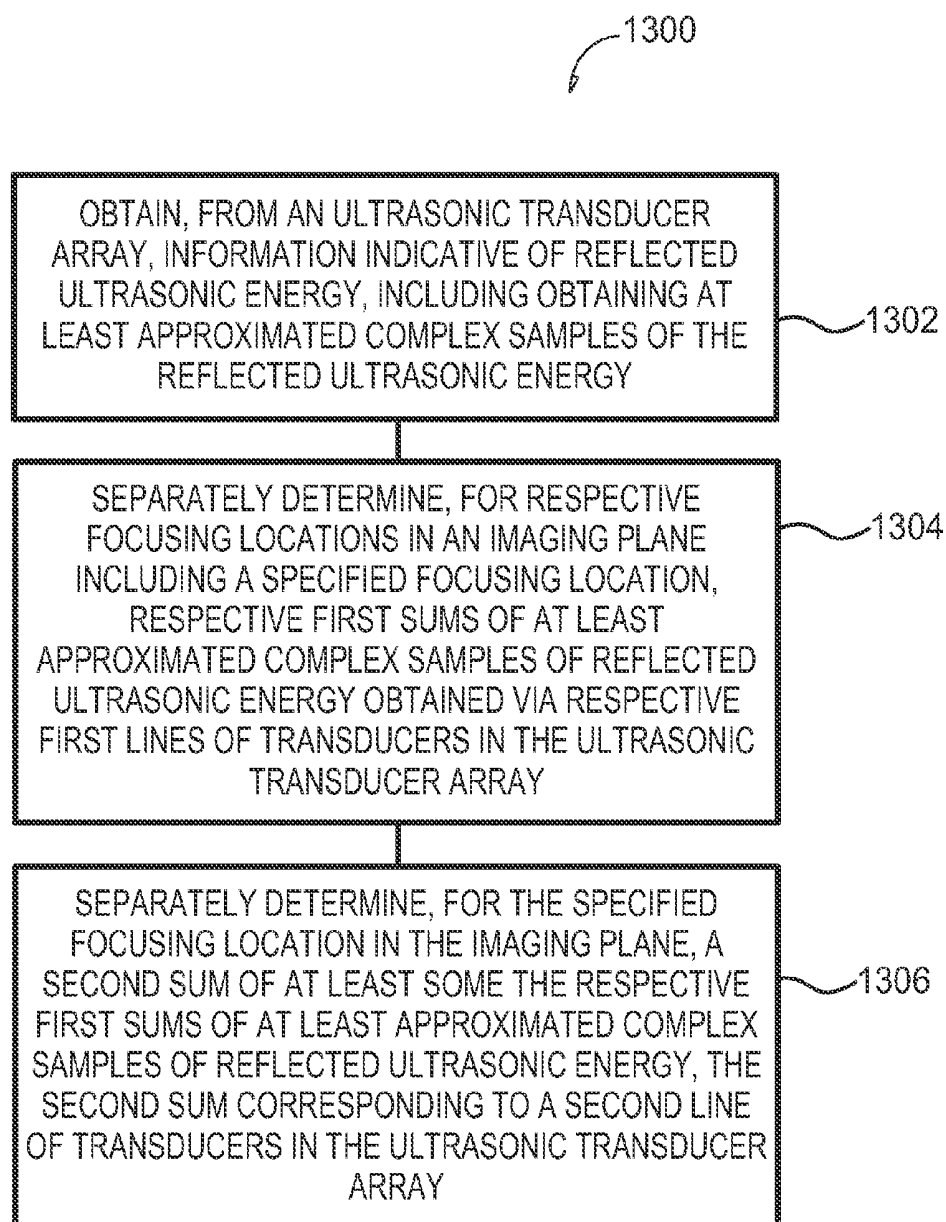 1300
OBTAIN, FROM AN ULTRASONIC TRANSDUCER
ARRAY, INFORMATION INDICATIVE OF REFLECTED
ULTRASONIC ENERGY, INCLUDING OBTAINING AT
LEAST APPROXIMATED COMPLEX SAMPLES OF THE
REFLECTED ULTRASONIC ENERGY
1302
SEPARATELY DETERMINE, FOR RESPECTIVE
FOCUSING LOCATIONS IN AN IMAGING PLANE
INCLUDING A SPECIFIED FOCUSING LOCATION,
RESPECTIVE FIRST SUMS OF AT LEAST
APPROXIMATED COMPLEX SAMPLES OF REFLECTED
ULTRASONIC ENERGY OBTAINED VIA RESPECTIVE
FIRST LINES OF TRANSDUCERS IN THE ULTRASONIC
TRANSDUCER ARRAY
1304
SEPARATELY DETERMINE, FOR THE SPECIFIED
FOCUSING LOCATION IN THE IMAGING PLANE, A
SECOND SUM OF AT LEAST SOME THE RESPECTIVE
FIRST SUMS OF AT LEAST APPROXIMATED COMPLEX
SAMPLES OF REFLECTED ULTRASONIC ENERGY, THE
SECOND SUM CORRESPONDING TO A SECOND LINE
OF TRANSDUCERS IN THE ULTRASONIC TRANSDUCER
ARRAY
1306